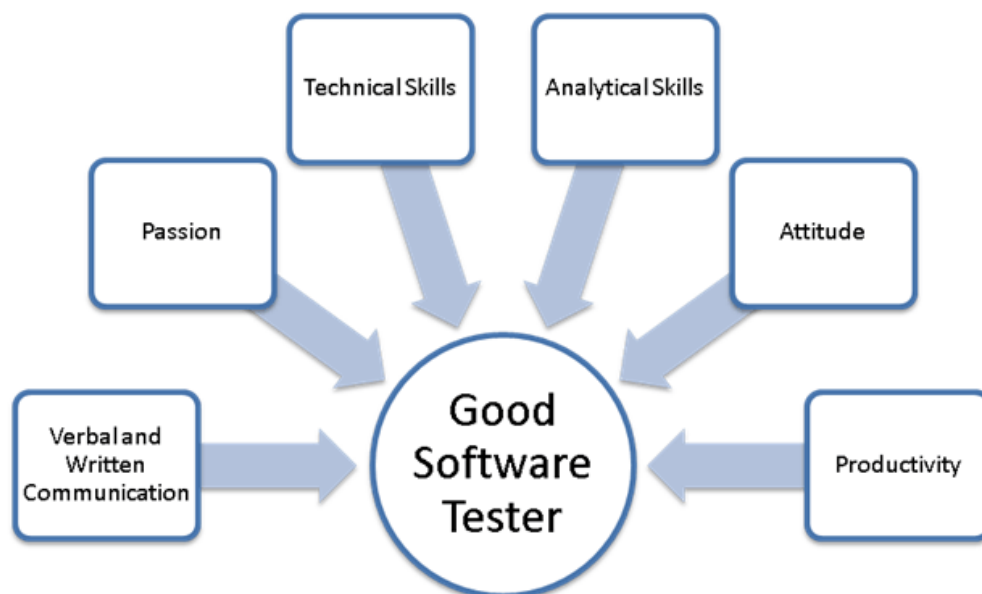 Technical Skills
Analytical Skills
Passion
Attitude
Verbal and
Written
Communication
Good
Software
Tester
Productivity